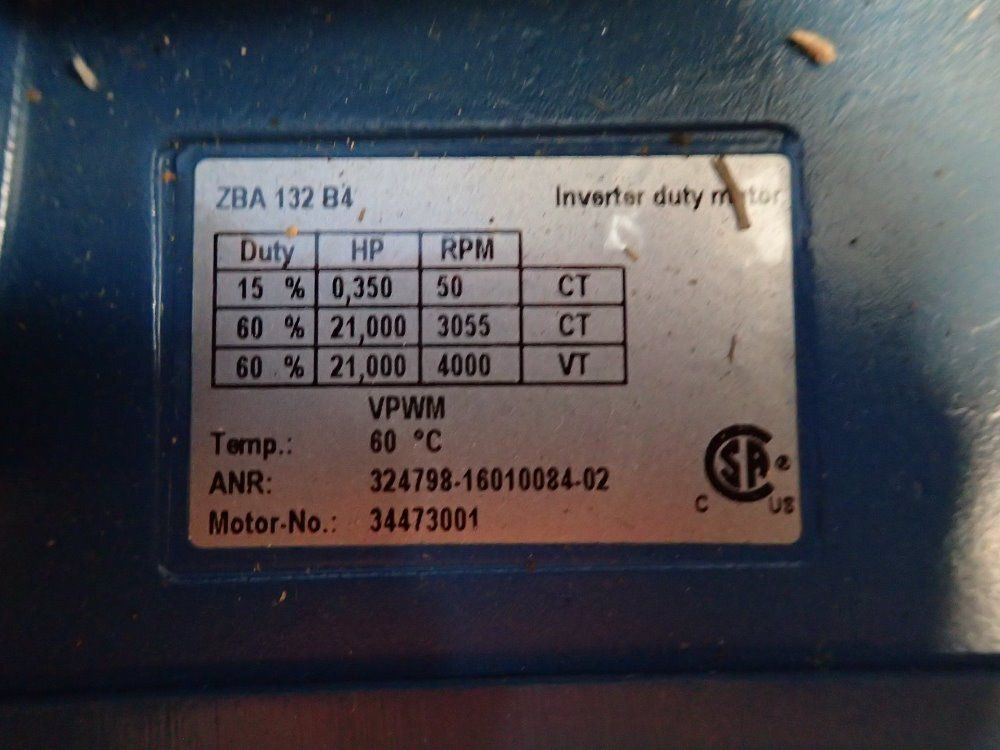 ZBA 132 B4 Inverter duty motor
Duty HP RPM
15 % 0,350 50 CT
60 % 21,000 3055 CT
60 % 21,000 4000 VT
VPWM
Temp.: 60 °C
ANR: 324798-16010084-02
Motor-No.: 34473001
SA ®
C US